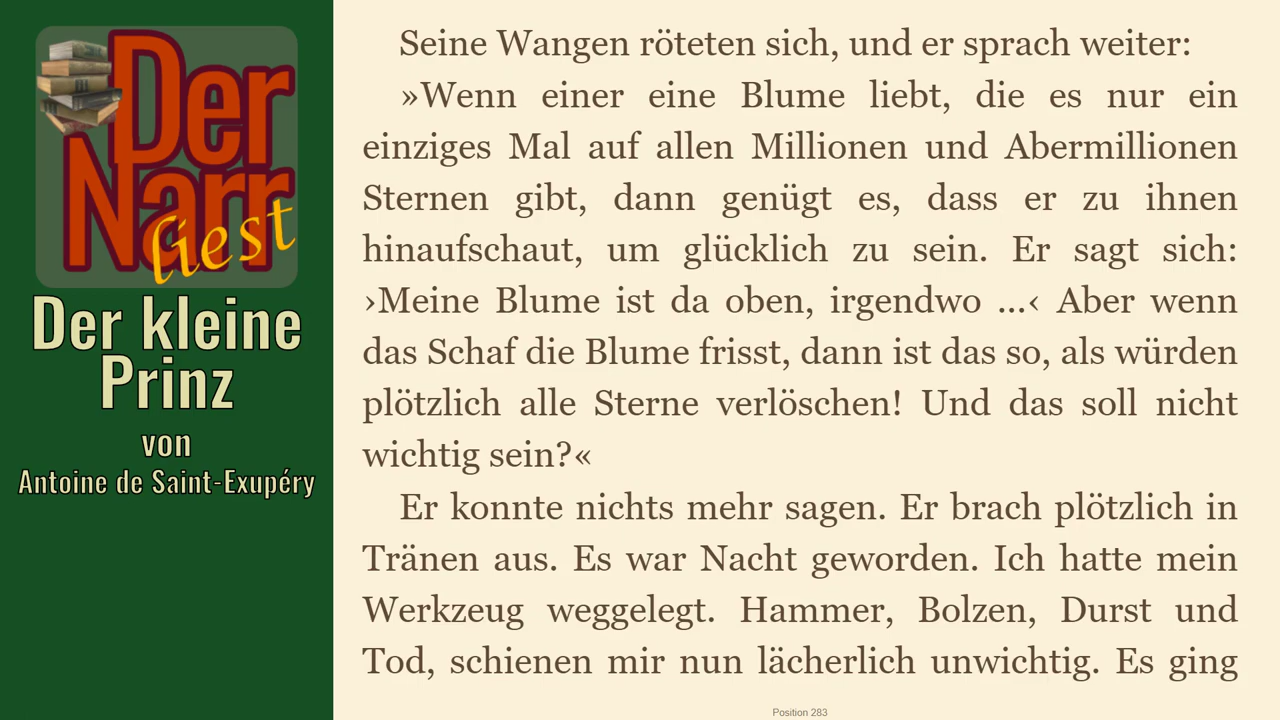 Der
Narr
liest
Der kleine
Prinz
von
Antoine de Saint-Exupéry
Seine Wangen röteten sich, und er sprach weiter:
»Wenn einer eine Blume liebt, die es nur ein
einziges Mal auf allen Millionen und Abermillionen
Sternen gibt, dann genügt es, dass er zu ihnen
hinaufschaut, um glücklich zu sein. Er sagt sich:
›Meine Blume ist da oben, irgendwo ...‹ Aber wenn
das Schaf die Blume frisst, dann ist das so, als würden
plötzlich alle Sterne verlöschen! Und das soll nicht
wichtig sein?«
Er konnte nichts mehr sagen. Er brach plötzlich in
Tränen aus. Es war Nacht geworden. Ich hatte mein
Werkzeug weggelegt. Hammer, Bolzen, Durst und
Tod, schienen mir nun lächerlich unwichtig. Es ging
Position 283